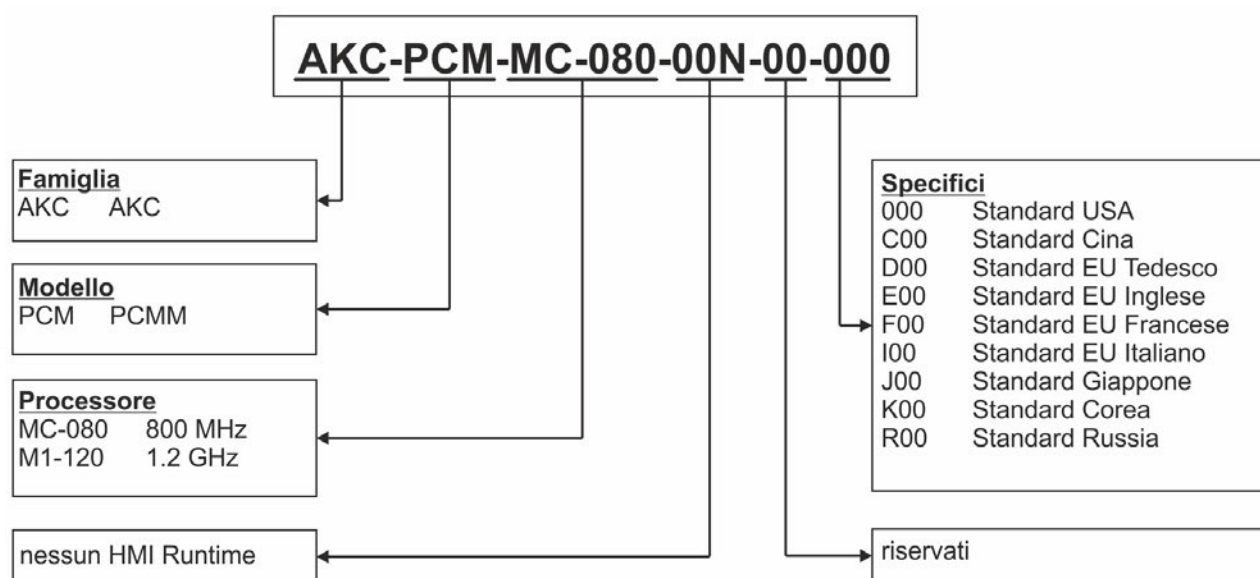 AKC-PCM-MC-080-00N-00-000
Famiglia
AKC AKC
Modello
PCM PCMM
Processore
MC-080 800 MHz
M1-120 1.2 GHz
nessun HMI Runtime
Specifici
000 Standard USA
C00 Standard Cina
D00 Standard EU Tedesco
E00 Standard EU Inglese
F00 Standard EU Francese
I00 Standard EU Italiano
J00 Standard Giappone
K00 Standard Corea
R00 Standard Russia
riservati